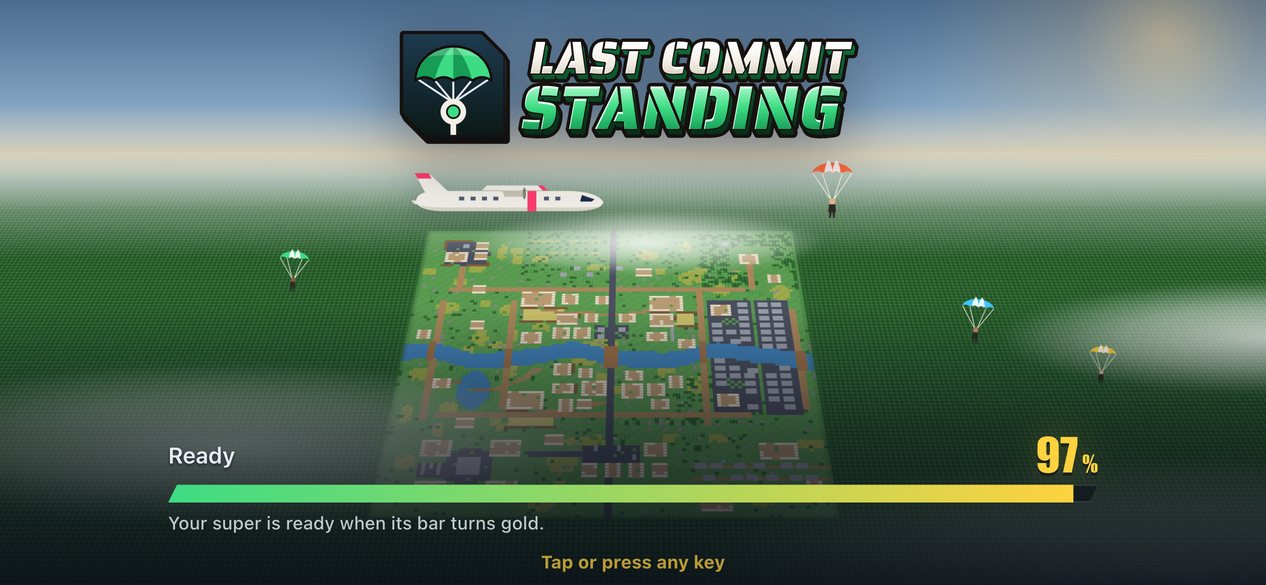 LAST COMMIT
STANDING
Ready
97%
Your super is ready when its bar turns gold.
Tap or press any key